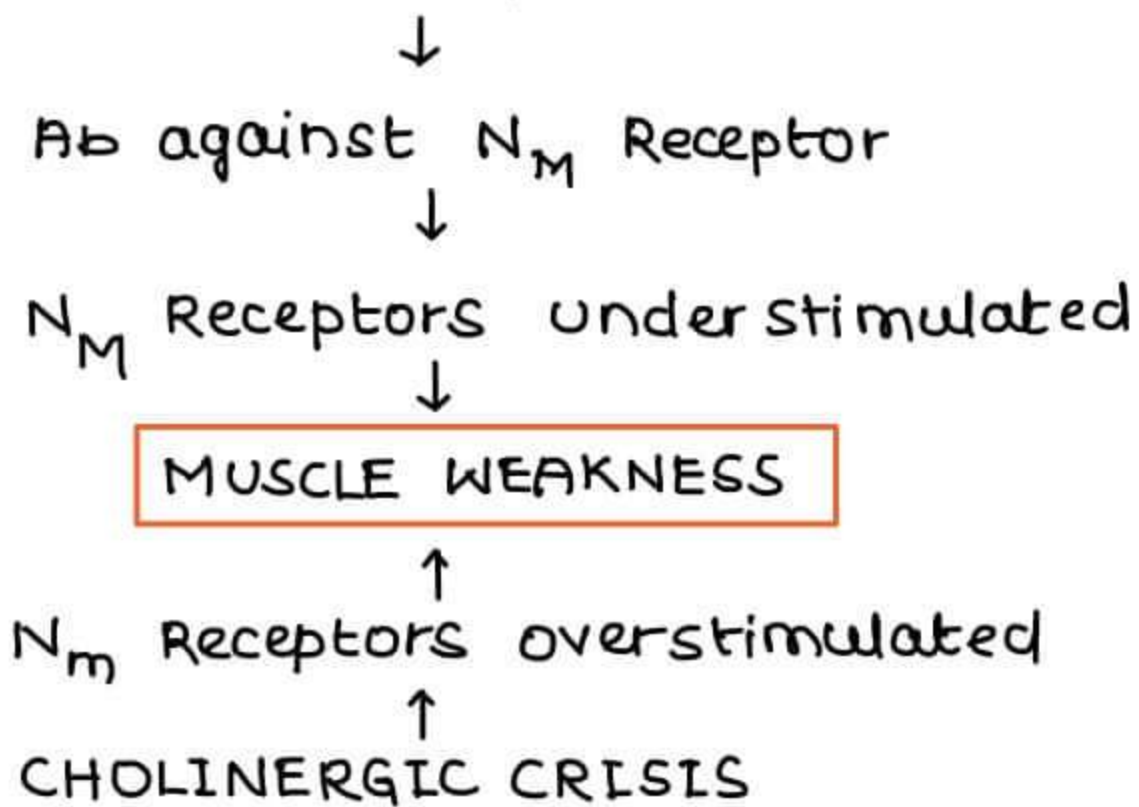 ↓
Ab against N_M Receptor
↓
N_M Receptors understimulated
↓
MUSCLE WEAKNESS
↑
N_m Receptors overstimulated
↑
CHOLINERGIC CRISIS